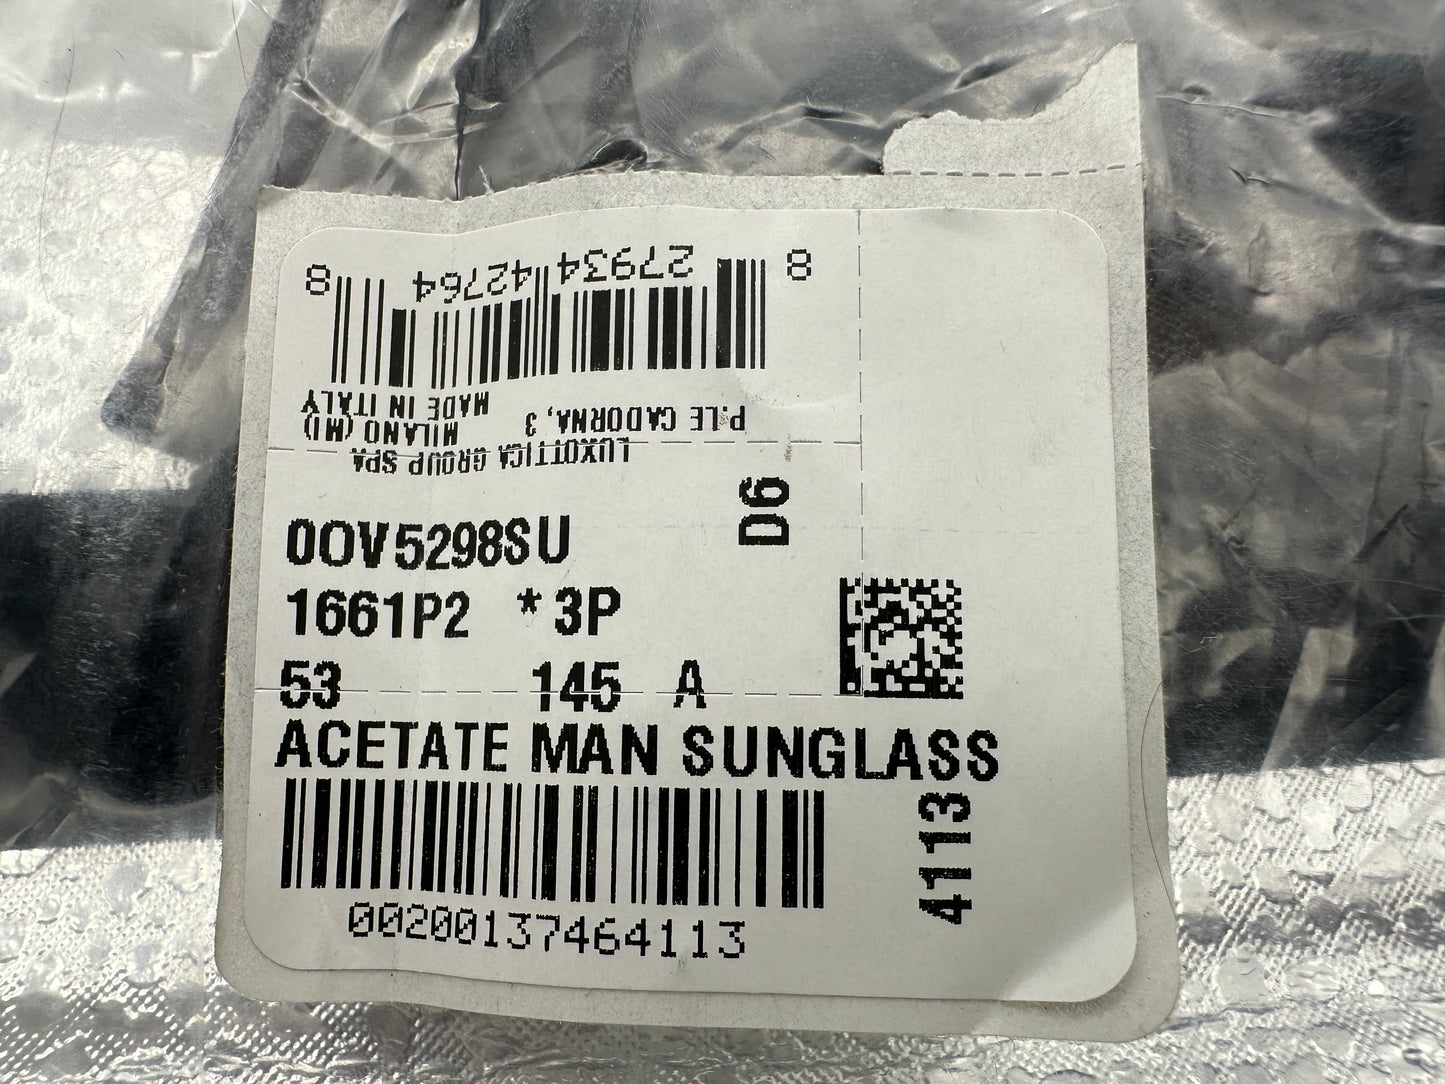 LUXOTTICA GROUP SPA
P.LE CADORNA, 3 MILANO (MI)
MADE IN ITALY
8 27934 42764 8
0OV5298SU
D6
1661P2 *3P
53 145 A
ACETATE MAN SUNGLASS
00200137464113
4113